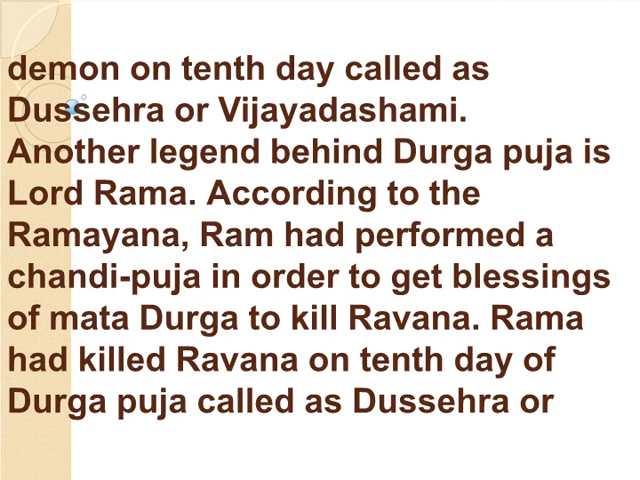 demon on tenth day called as
Dussehra or Vijayadashami.
Another legend behind Durga puja is
Lord Rama. According to the
Ramayana, Ram had performed a
chandi-puja in order to get blessings
of mata Durga to kill Ravana. Rama
had killed Ravana on tenth day of
Durga puja called as Dussehra or